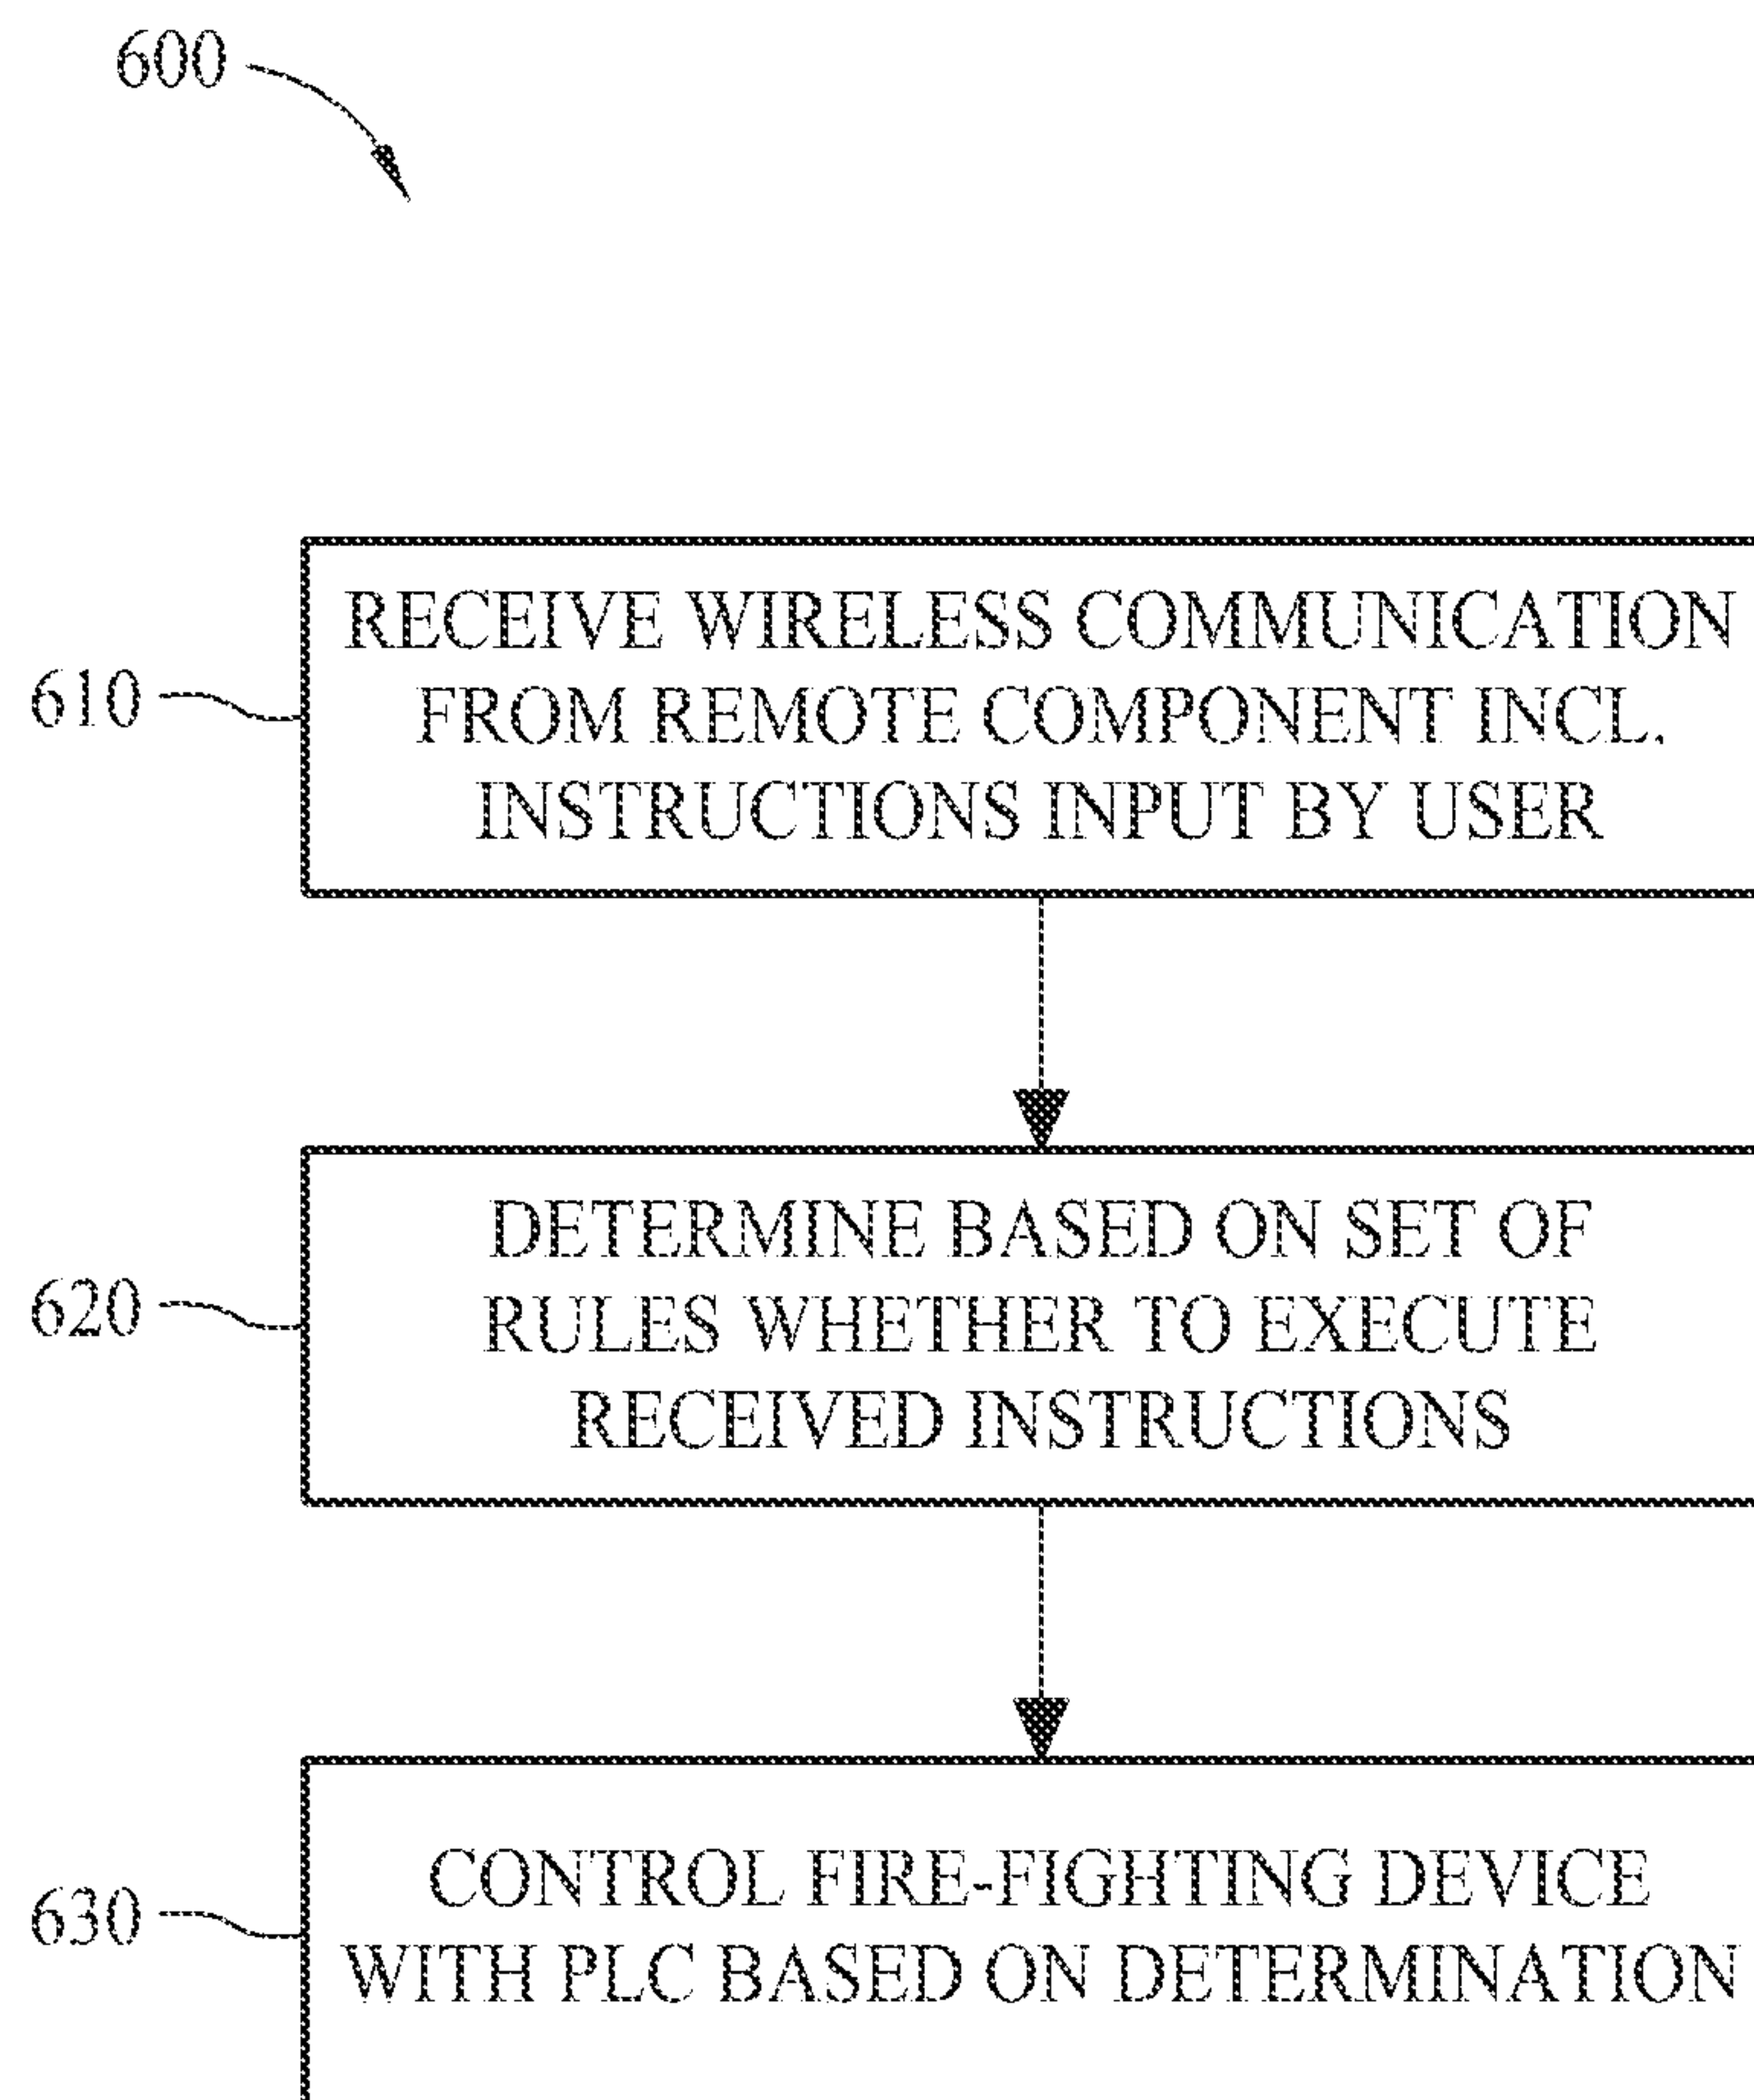 600
610
RECEIVE WIRELESS COMMUNICATION
FROM REMOTE COMPONENT INCL.
INSTRUCTIONS INPUT BY USER
620
DETERMINE BASED ON SET OF
RULES WHETHER TO EXECUTE
RECEIVED INSTRUCTIONS
630
CONTROL FIRE-FIGHTING DEVICE
WITH PLC BASED ON DETERMINATION